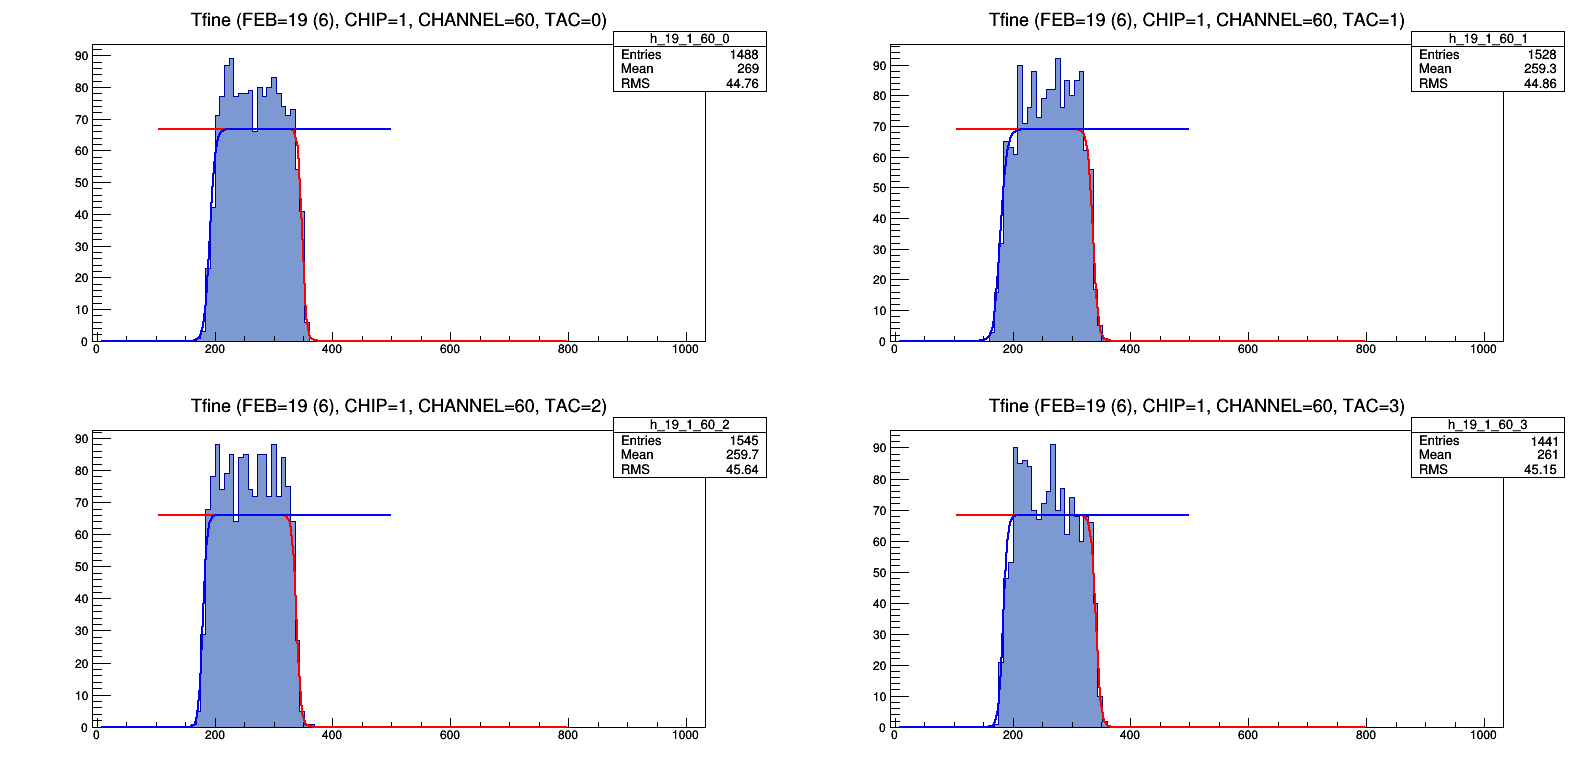 Tfine (FEB=19 (6), CHIP=1, CHANNEL=60, TAC=0)
h_19_1_60_0
Entries 1488
Mean 269
RMS 44.76
90
80
70
60
50
40
30
20
10
0
0 200 400 600 800 1000
Tfine (FEB=19 (6), CHIP=1, CHANNEL=60, TAC=1)
h_19_1_60_1
Entries 1528
Mean 259.3
RMS 44.86
90
80
70
60
50
40
30
20
10
0
0 200 400 600 800 1000
Tfine (FEB=19 (6), CHIP=1, CHANNEL=60, TAC=2)
h_19_1_60_2
Entries 1545
Mean 259.7
RMS 45.64
90
80
70
60
50
40
30
20
10
0
0 200 400 600 800 1000
Tfine (FEB=19 (6), CHIP=1, CHANNEL=60, TAC=3)
h_19_1_60_3
Entries 1441
Mean 261
RMS 45.15
90
80
70
60
50
40
30
20
10
0
0 200 400 600 800 1000